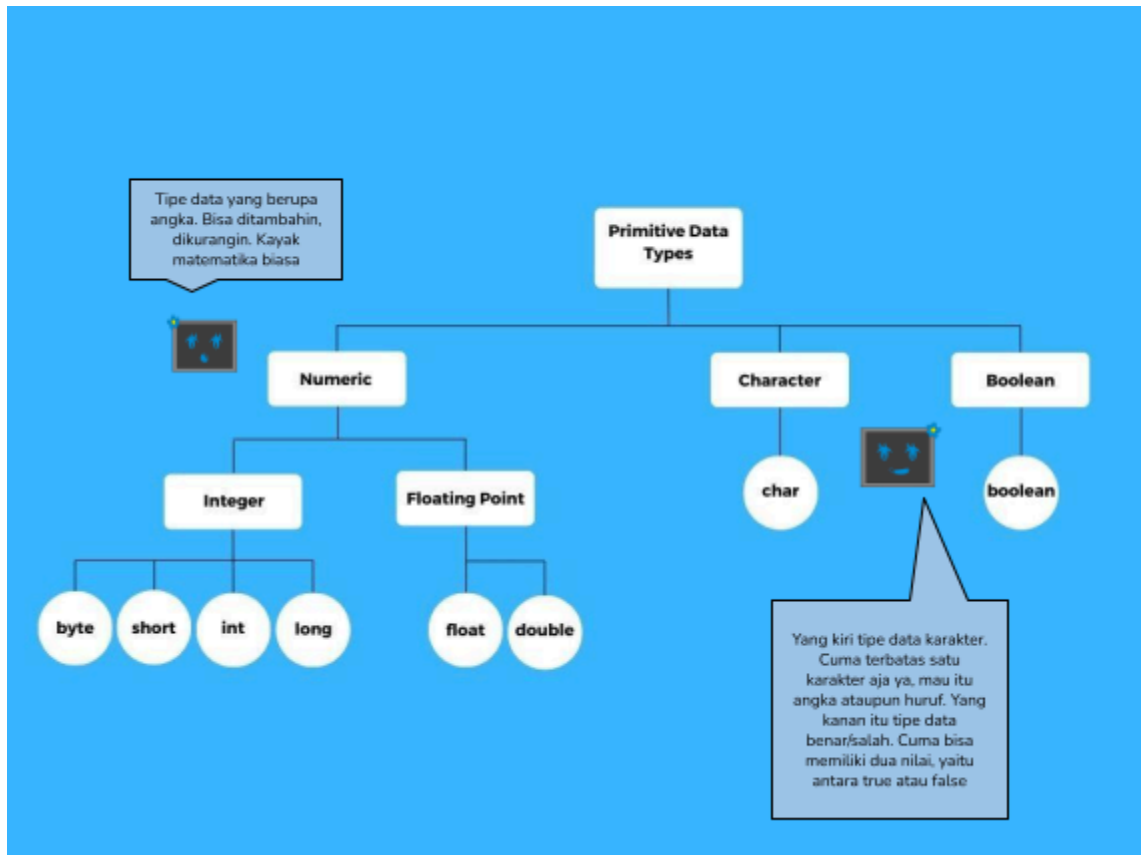 Tipe data yang berupa
angka. Bisa ditambahin,
dikurangin. Kayak
matematika biasa
Primitive Data
Types
Numeric
Character
Boolean
Integer
Floating Point
char
boolean
byte
short
int
long
float
double
Yang kiri tipe data karakter.
Cuma terbatas satu
karakter aja ya, mau itu
angka ataupun huruf. Yang
kanan itu tipe data
benar/salah. Cuma bisa
memiliki dua nilai, yaitu
antara true atau false